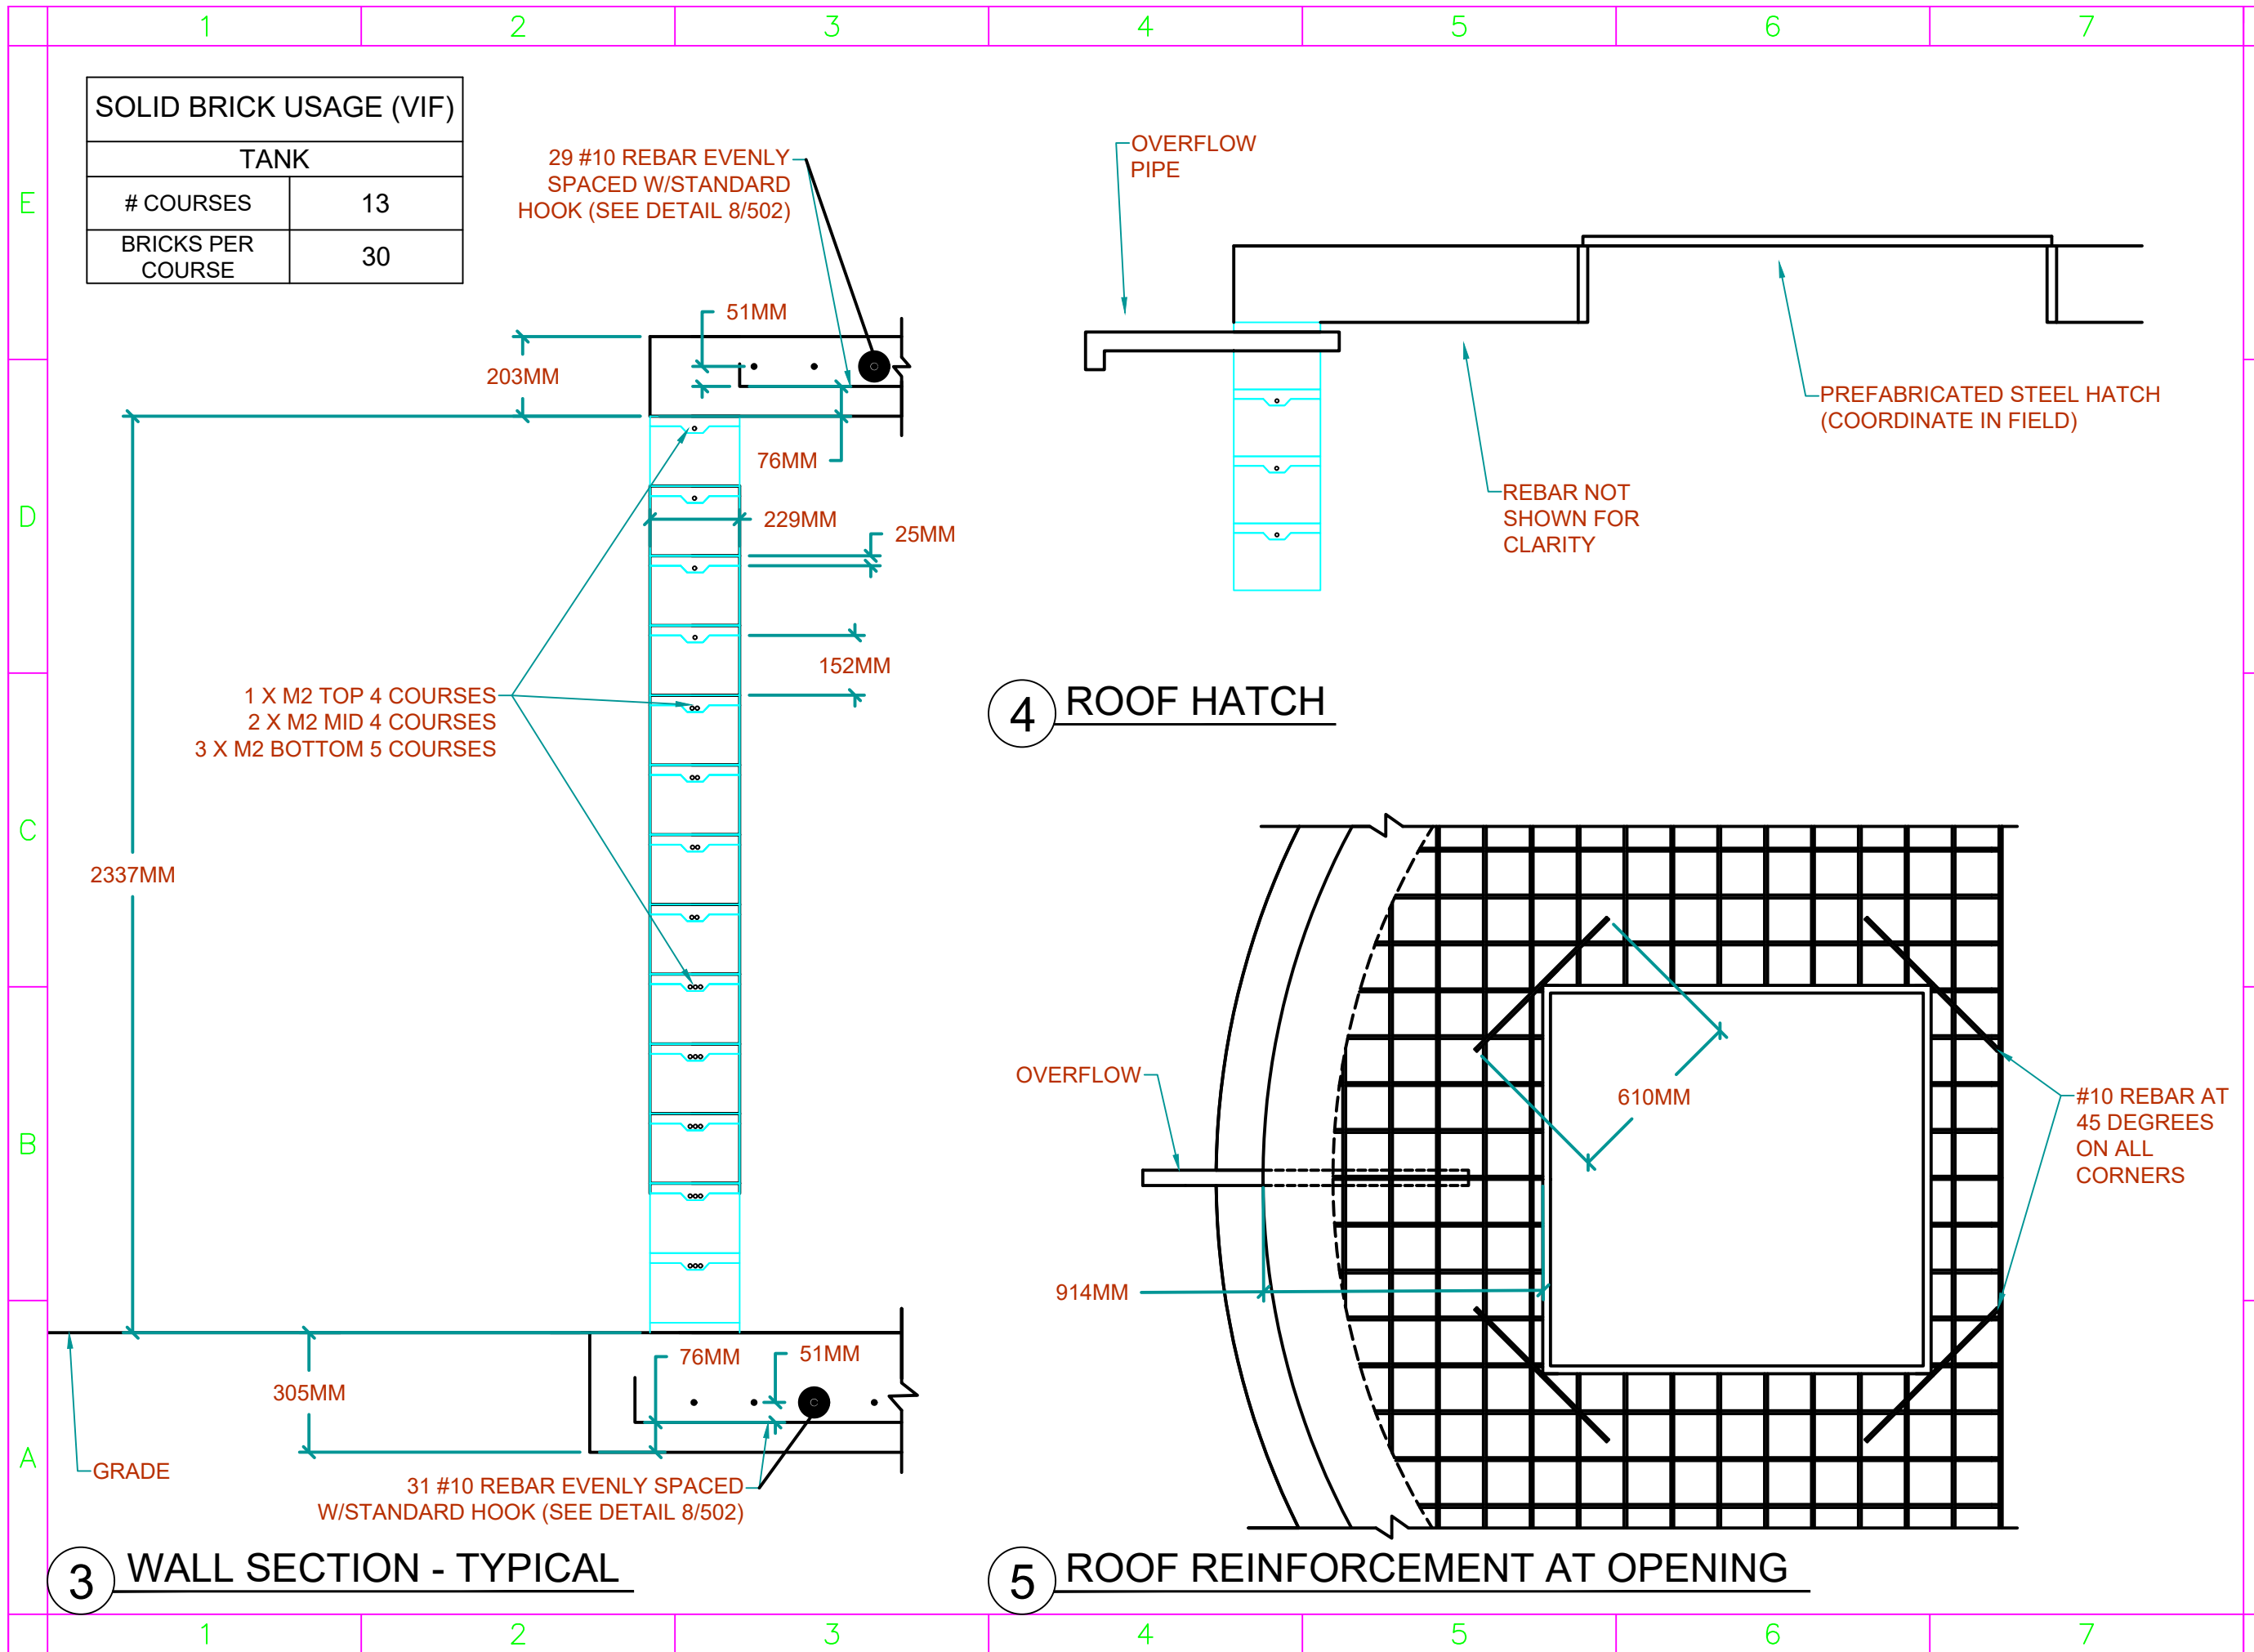 1 2 3 4 5 6 7
SOLID BRICK USAGE (VIF)
TANK
# COURSES 13
BRICKS PER
COURSE
30
E
D
C
B
A
29 #10 REBAR EVENLY
SPACED W/STANDARD
HOOK (SEE DETAIL 8/502)
51MM
203MM
76MM
229MM
25MM
152MM
1 X M2 TOP 4 COURSES
2 X M2 MID 4 COURSES
3 X M2 BOTTOM 5 COURSES
2337MM
76MM
51MM
305MM
GRADE
31 #10 REBAR EVENLY SPACED
W/STANDARD HOOK (SEE DETAIL 8/502)
3 WALL SECTION - TYPICAL
OVERFLOW
PIPE
PREFABRICATED STEEL HATCH
(COORDINATE IN FIELD)
REBAR NOT
SHOWN FOR
CLARITY
4 ROOF HATCH
OVERFLOW
610MM
914MM
#10 REBAR AT
45 DEGREES
ON ALL
CORNERS
5 ROOF REINFORCEMENT AT OPENING
1 2 3 4 5 6 7